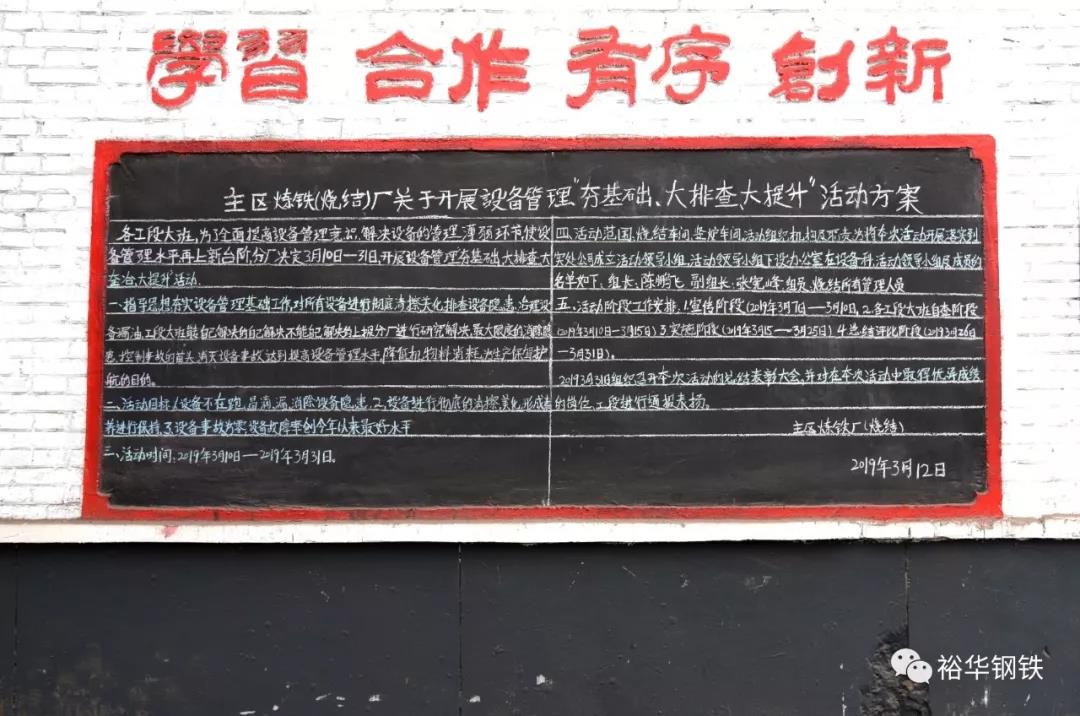 學習 合作 有序 創新
主区炼铁(烧结)厂关于开展设备管理"夯基础、大排查、大提升"活动方案
各工段大班,为了全面提高设备管理意识,解决设备的管理薄弱环节使设
备管理水平再上新台阶分厂决定3月10日—31日,开展设备管理夯基础大排查大
查治,大提升"活动.
一、指导思想:夯实设备管理基础工作,对所有设备进行彻底清擦美化,排查设备隐患,治理设
备漏油,工段大班能自己解决的自己解决不能自己解决的上报分厂进行研究解决,最大限度的消除隐
患,控制事故的苗头,消灭设备事故,达到提高设备管理水平,降低机物料消耗,为生产保驾护
航的目的。
二、活动目标:1.设备不在跑、冒、滴、漏,消除设备隐患.2.设备进行彻底的清擦美化,形成表
并进行保持.3.设备事故为零,设备故障率创今年以来最好水平
三、活动时间:2019年3月10日—2019年3月31日。
四、活动范围:烧结车间、竖炉车间,活动组织机构及职责为将本次活动开展落实到
实处公司成立活动领导小组,活动领导小组下设办公室在设备科,活动领导小组及成员的
名单如下,组长:陈鹏飞 副组长:张宪峰 组员:烧结所有管理人员
五、活动阶段工作安排:1.宣传阶段(2019年3月7日—3月10日),2.各工段大班自查阶段
(2019年3月10日—3月15日)3.实施阶段(2019年3月15—3月25日)4.总结评比阶段(2019年3月26日
—3月31日)。
2019年3月31日组织召开本次活动的总结表彰大会,并对在本次活动中取得优异成绩
的岗位、工段进行通报表扬。
主区炼铁厂(烧结)
2019年3月12日
裕华钢铁